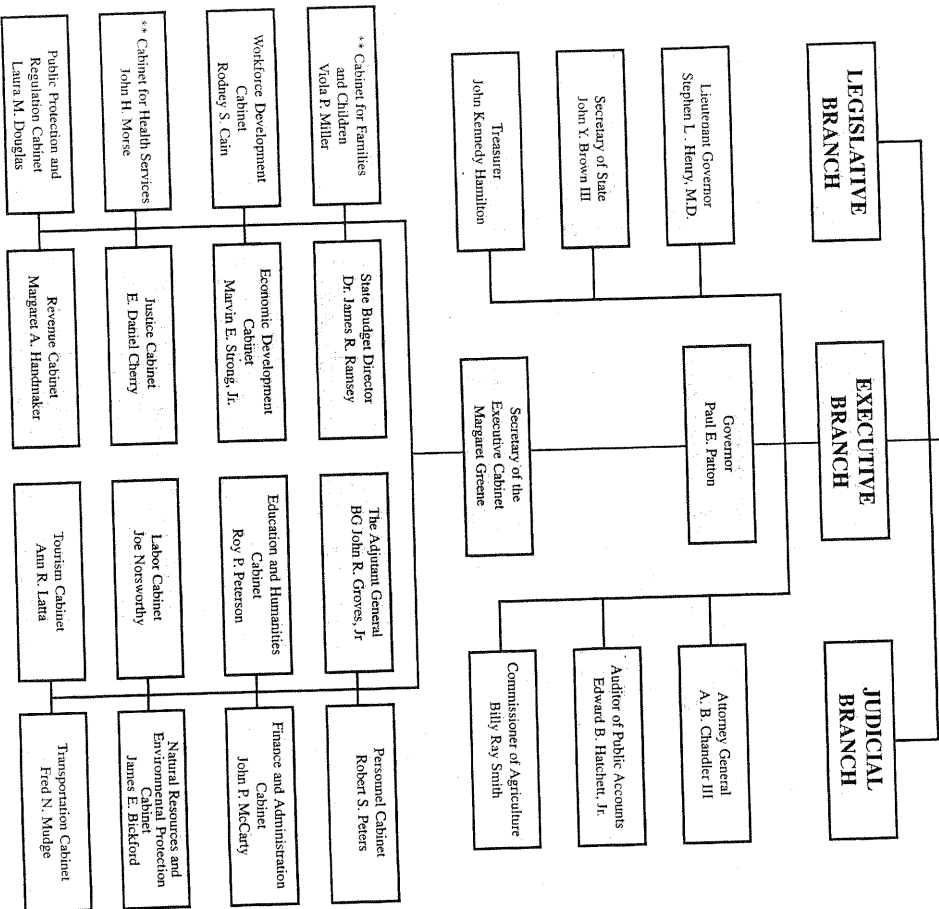 LEGISLATIVE
BRANCH
EXECUTIVE
BRANCH
JUDICIAL
BRANCH
Lieutenant Governor
Stephen L. Henry, M.D.
Secretary of State
John Y. Brown III
Treasurer
John Kennedy Hamilton
Governor
Paul E. Patton
Attorney General
A. B. Chandler III
Auditor of Public Accounts
Edward B. Hatchett, Jr.
Commissioner of Agriculture
Billy Ray Smith
Secretary of the
Executive Cabinet
Margaret Greene
** Cabinet for Families
and Children
Viola P. Miller
State Budget Director
Dr. James R. Ramsey
The Adjutant General
BG John R. Groves, Jr
Personnel Cabinet
Robert S. Peters
Workforce Development
Cabinet
Rodney S. Cain
Economic Development
Cabinet
Marvin E. Strong, Jr.
Education and Humanities
Cabinet
Roy P. Peterson
Finance and Administration
Cabinet
John P. McCarty
** Cabinet for Health Services
John H. Morse
Justice Cabinet
E. Daniel Cherry
Labor Cabinet
Joe Norsworthy
Natural Resources and
Environmental Protection
Cabinet
James E. Bickford
Public Protection and
Regulation Cabinet
Laura M. Douglas
Revenue Cabinet
Margaret A. Handmaker
Tourism Cabinet
Ann R. Latta
Transportation Cabinet
Fred N. Mudge